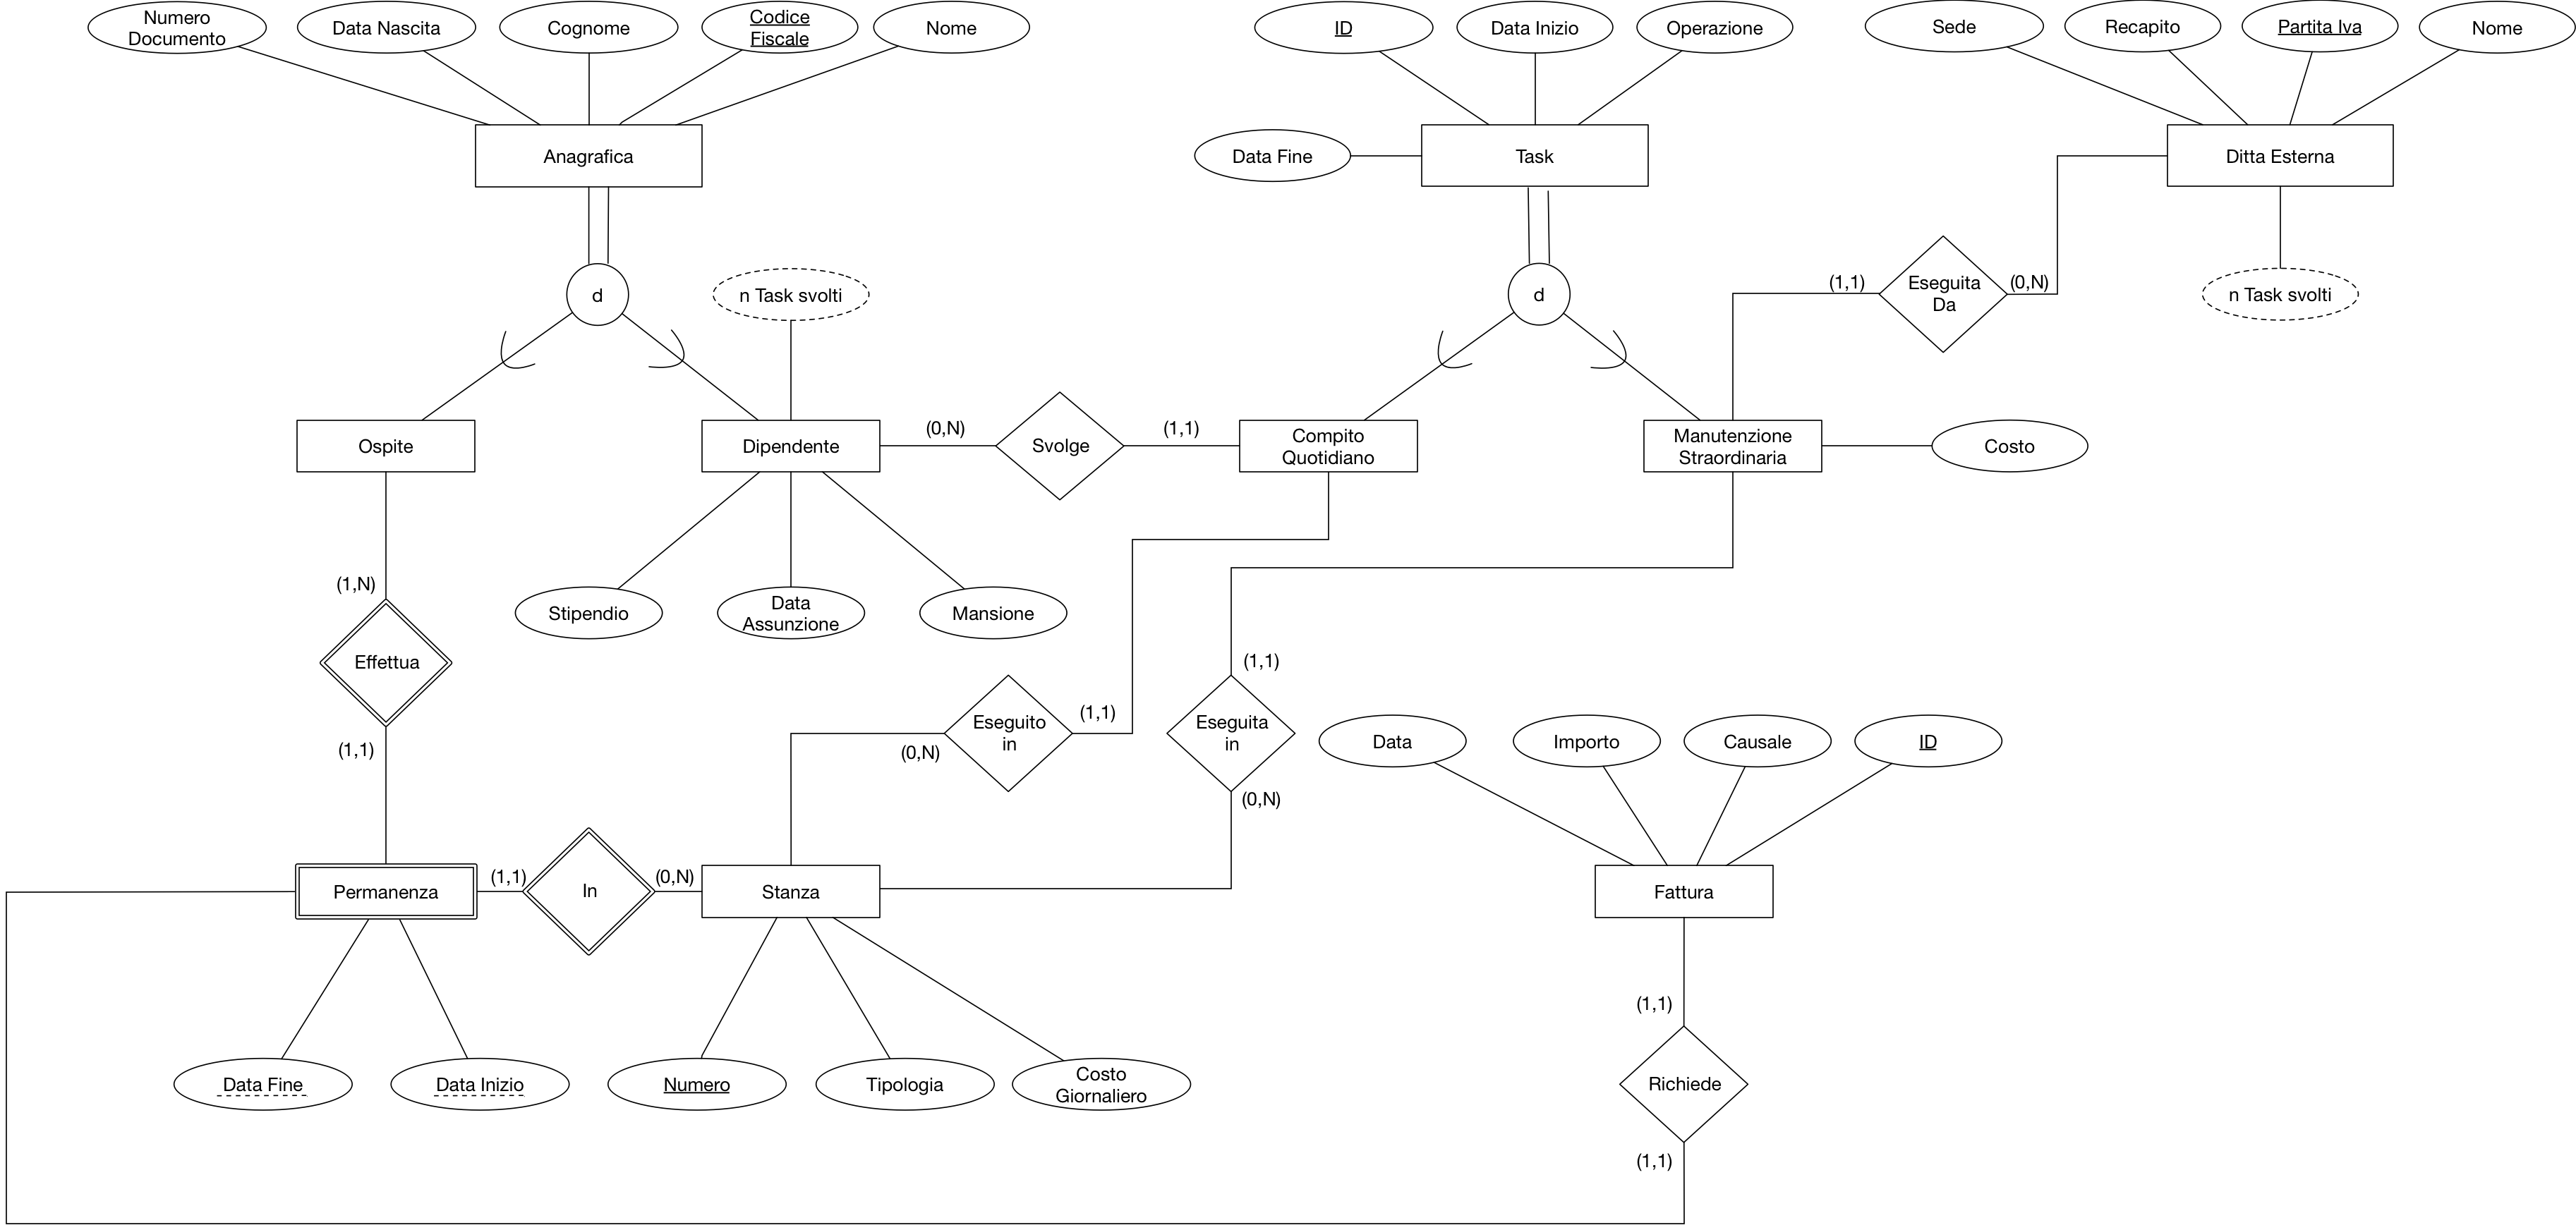 Numero
Documento
Data Nascita
Cognome
Codice
Fiscale
Nome
ID
Data Inizio
Operazione
Sede
Recapito
Partita Iva
Nome
Anagrafica
Data Fine
Task
Ditta Esterna
d
n Task svolti
d
(1,1)
Eseguita
Da
(0,N)
n Task svolti
Ospite
Dipendente
(0,N)
Svolge
(1,1)
Compito
Quotidiano
Manutenzione
Straordinaria
Costo
(1,N)
Stipendio
Data
Assunzione
Mansione
Effettua
(1,1)
(1,1)
Eseguito
in
(1,1)
(0,N)
Eseguita
in
(0,N)
Data
Importo
Causale
ID
Permanenza
(1,1)
In
(0,N)
Stanza
Fattura
(1,1)
Data Fine
Data Inizio
Numero
Tipologia
Costo
Giornaliero
Richiede
(1,1)